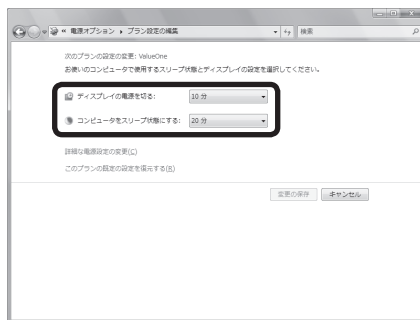 « 電源オプション ▸ プラン設定の編集
検索
次のプランの設定の変更: ValueOne
お使いのコンピュータで使用するスリープ状態とディスプレイの設定を選択してください。
ディスプレイの電源を切る: 10 分
コンピュータをスリープ状態にする: 20 分
詳細な電源設定の変更(C)
このプランの既定の設定を復元する(R)
変更の保存 キャンセル